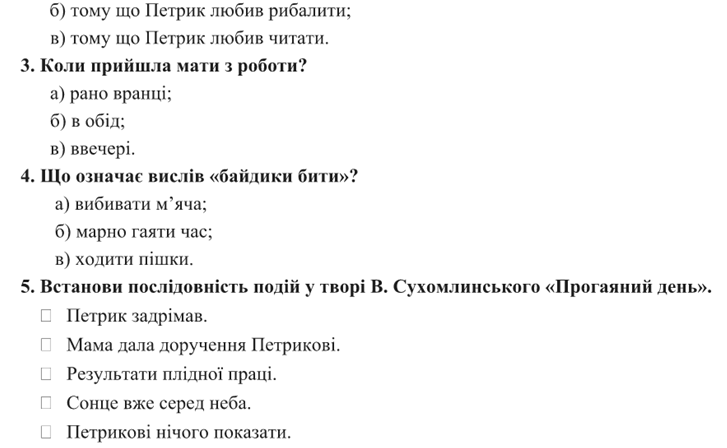 б) тому що Петрик любив рибалити;
в) тому що Петрик любив читати.
3. Коли прийшла мати з роботи?
а) рано вранці;
б) в обід;
в) ввечері.
4. Що означає вислів «байдики бити»?
а) вибивати м’яча;
б) марно гаяти час;
в) ходити пішки.
5. Встанови послідовність подій у творі В. Сухомлинського «Прогаяний день».
□ Петрик задрімав.
□ Мама дала доручення Петрикові.
□ Результати плідної праці.
□ Сонце вже серед неба.
□ Петрикові нічого показати.